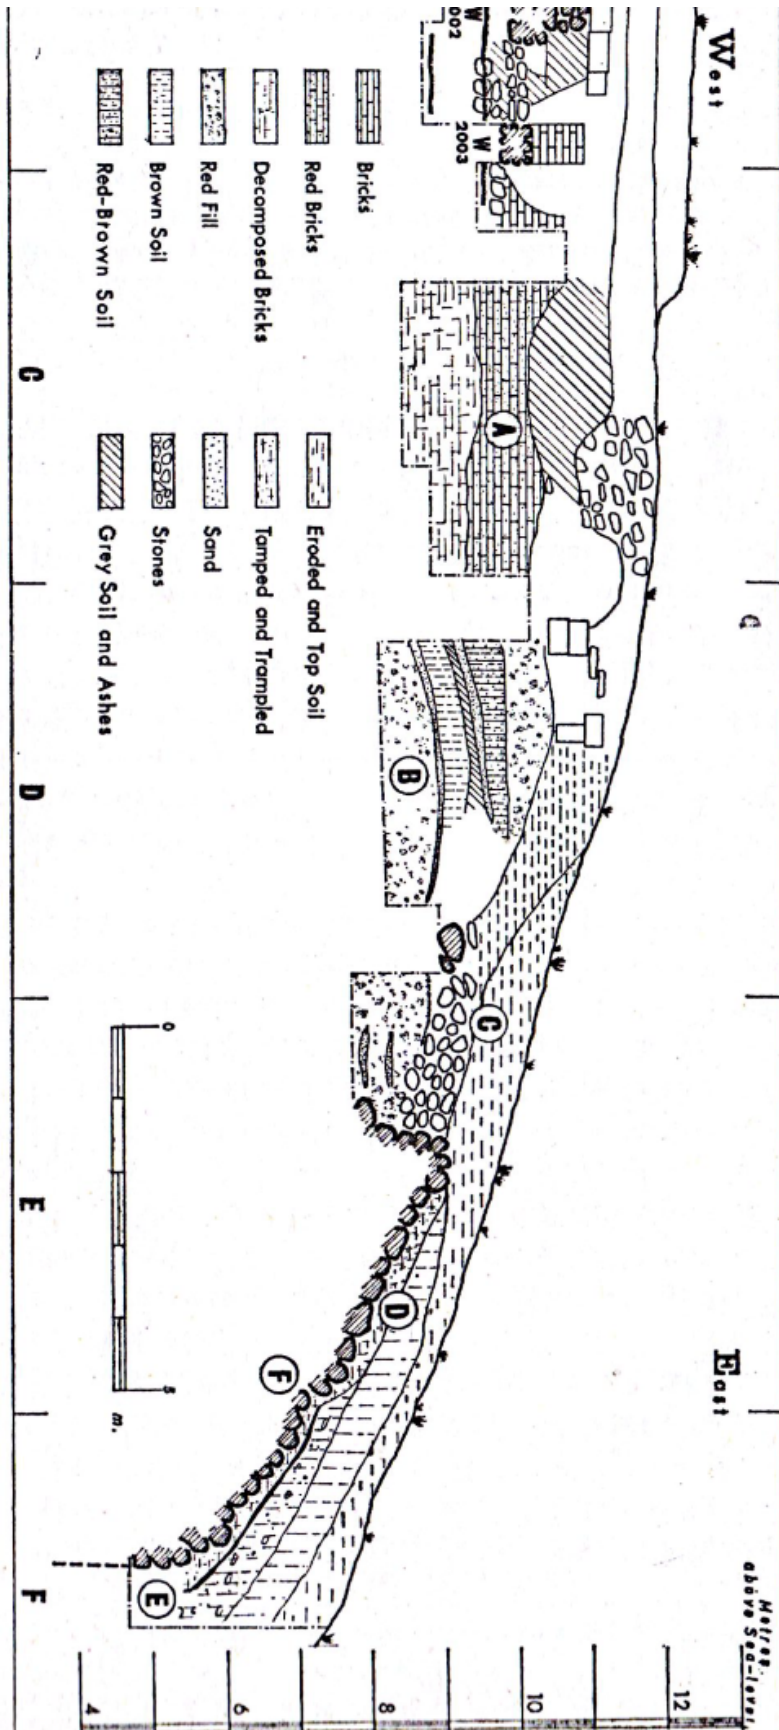 West
East
Metres
above Sea-level
12
10
8
6
4
W
2002
W
2003
A
B
C
D
E
F
Bricks
Red Bricks
Decomposed Bricks
Red Fill
Brown Soil
Red-Brown Soil
Eroded and Top Soil
Tamped and Trampled
Sand
Stones
Grey Soil and Ashes
0
5
m.
C
D
E
F